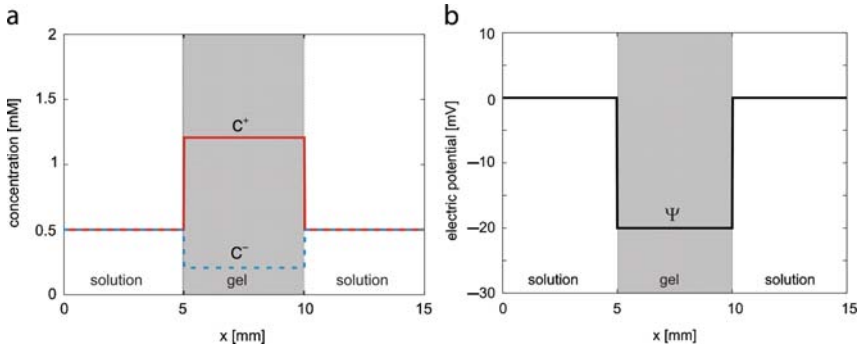 a
concentration [mM]
2
1.5
1
0.5
0
C⁺
C⁻
solution
gel
solution
0
5
10
15
x [mm]
b
electric potential [mV]
10
0
−10
−20
−30
Ψ
solution
gel
solution
0
5
10
15
x [mm]